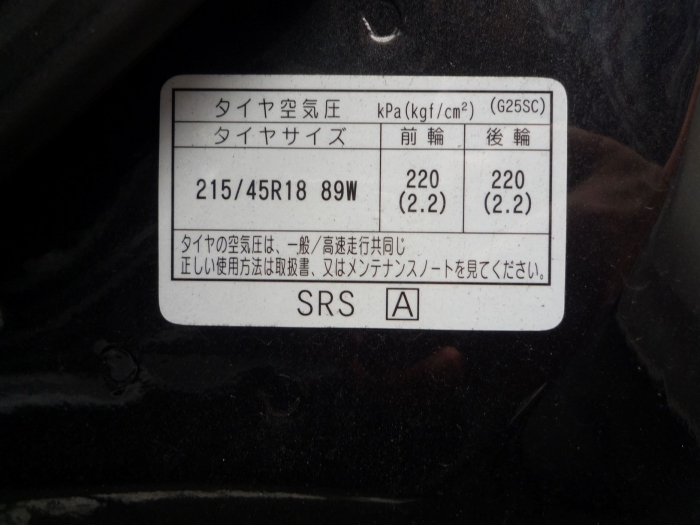 タイヤ空気圧 kPa(kgf/cm²) (G25SC)
タイヤサイズ 前輪 後輪
215/45R18 89W 220 (2.2) 220 (2.2)
タイヤの空気圧は、一般/高速走行共同じ
正しい使用方法は取扱書、又はメンテナンスノートを見てください。
SRS A